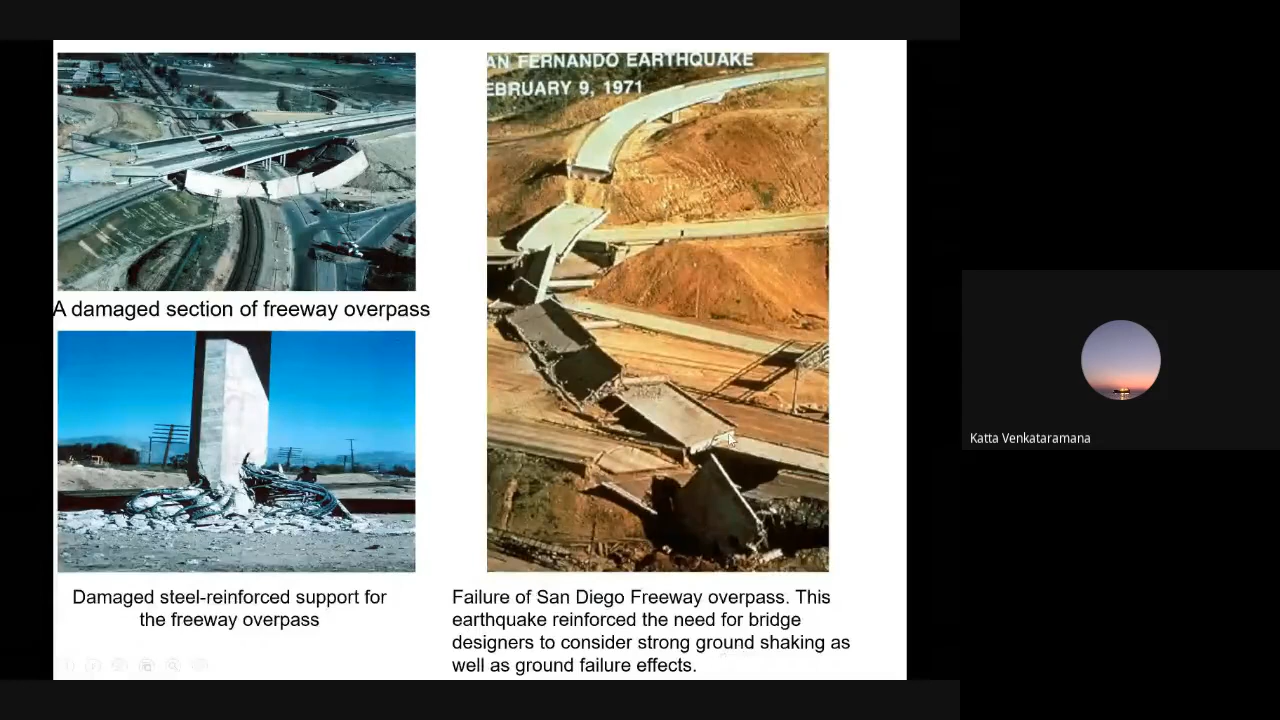 AN FERNANDO EARTHQUAKE
EBRUARY 9, 1971
A damaged section of freeway overpass
Damaged steel-reinforced support for
the freeway overpass
Failure of San Diego Freeway overpass. This
earthquake reinforced the need for bridge
designers to consider strong ground shaking as
well as ground failure effects.
Katta Venkataramana